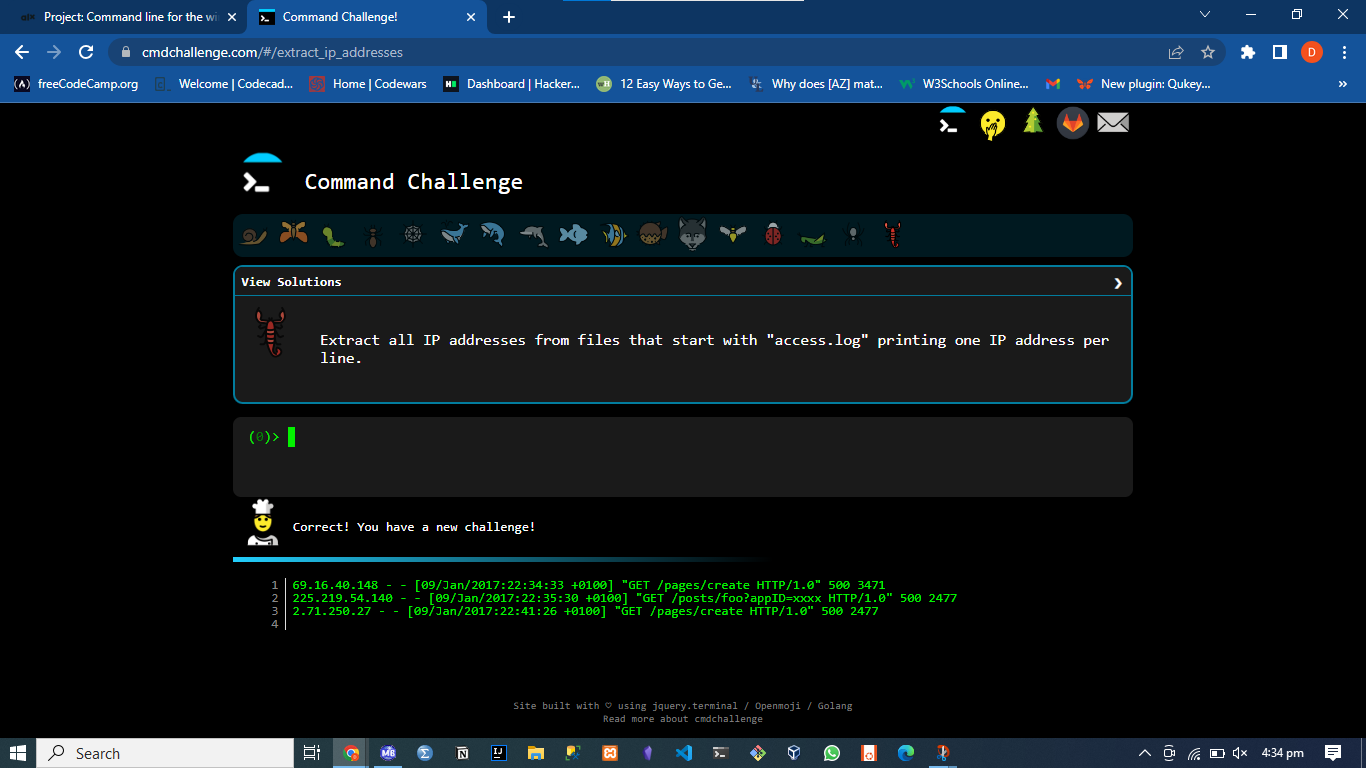 Project: Command line for the wi
Command Challenge!
cmdchallenge.com/#/extract_ip_addresses
D
freeCodeCamp.org
Welcome | Codecad...
Home | Codewars
Dashboard | Hacker...
12 Easy Ways to Ge...
Why does [AZ] mat...
W3Schools Online...
New plugin: Qukey...
»
Command Challenge
View Solutions
Extract all IP addresses from files that start with "access.log" printing one IP address per
line.
(0)>
Correct! You have a new challenge!
1 69.16.40.148 - - [09/Jan/2017:22:34:33 +0100] "GET /pages/create HTTP/1.0" 500 3471
2 225.219.54.140 - - [09/Jan/2017:22:35:30 +0100] "GET /posts/foo?appID=xxxx HTTP/1.0" 500 2477
3 2.71.250.27 - - [09/Jan/2017:22:41:26 +0100] "GET /pages/create HTTP/1.0" 500 2477
4
Site built with ♡ using jquery.terminal / Openmoji / Golang
Read more about cmdchallenge
Search
4:34 pm